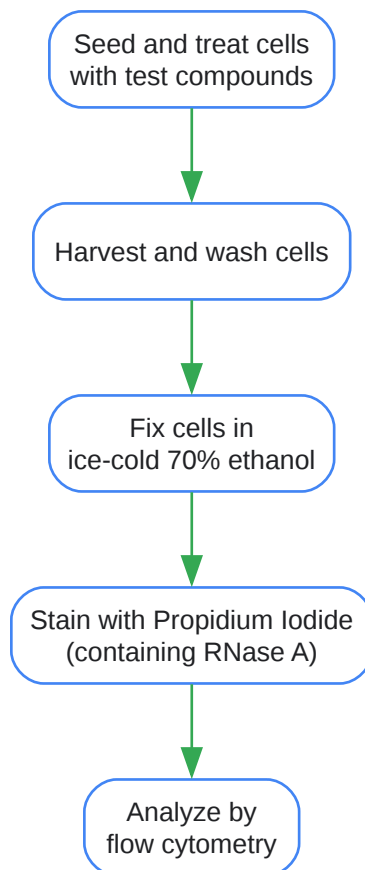 Seed and treat cells
with test compounds
Harvest and wash cells
Fix cells in
ice-cold 70% ethanol
Stain with Propidium Iodide
(containing RNase A)
Analyze by
flow cytometry